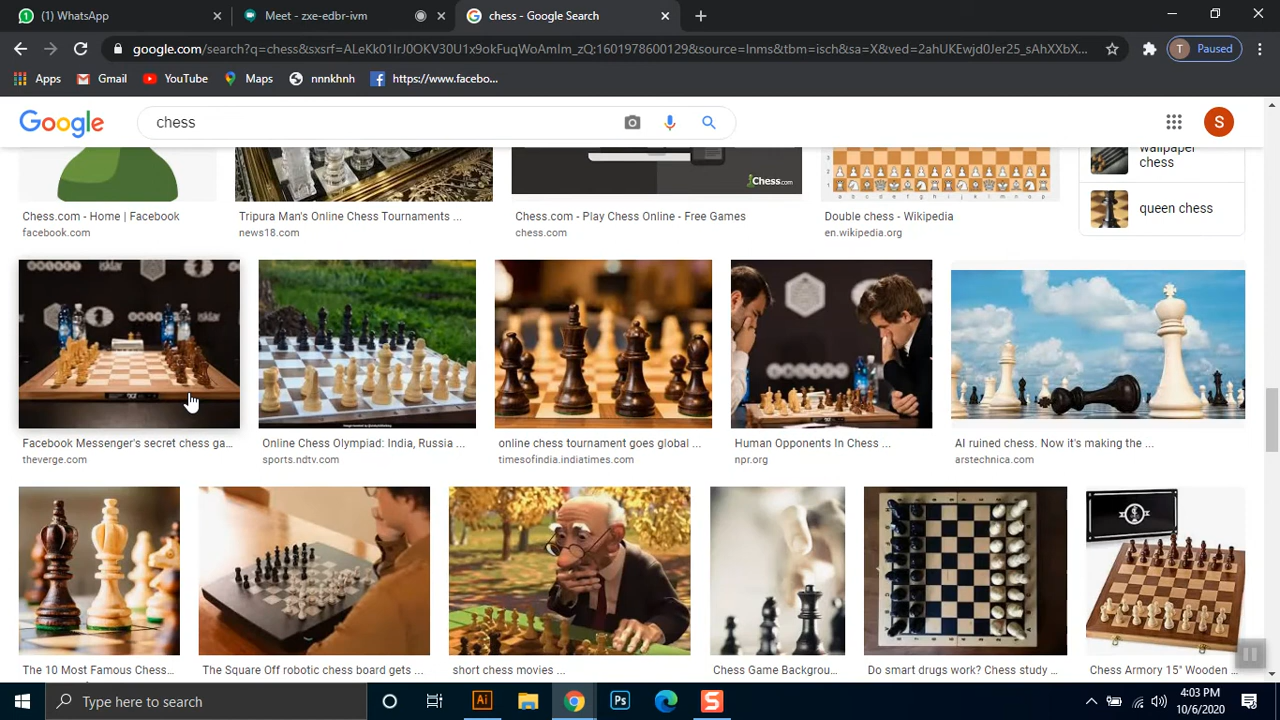 (1) WhatsApp
Meet - zxe-edbr-ivm
chess - Google Search
google.com/search?q=chess&sxsrf=ALeKk01IrJ0OKV30U1x9okFuqWoAmIm_zQ:1601978600129&source=lnms&tbm=isch&sa=X&ved=2ahUKEwjd0Jer25_sAhXXbX...
T Paused
Apps
Gmail
YouTube
Maps
nnnkhnh
https://www.facebo...
Google
chess
S
wallpaper
chess
Chess.com
queen chess
Chess.com - Home | Facebook
facebook.com
Tripura Man's Online Chess Tournaments ...
news18.com
Chess.com - Play Chess Online - Free Games
chess.com
Double chess - Wikipedia
en.wikipedia.org
Facebook Messenger's secret chess ga...
theverge.com
Online Chess Olympiad: India, Russia ...
sports.ndtv.com
online chess tournament goes global ...
timesofindia.indiatimes.com
Human Opponents In Chess ...
npr.org
AI ruined chess. Now it's making the ...
arstechnica.com
The 10 Most Famous Chess...
The Square Off robotic chess board gets ...
short chess movies ...
Chess Game Backgrou...
Do smart drugs work? Chess study ...
Chess Armory 15" Wooden
Type here to search
Ai
Ps
S
4:03 PM
10/6/2020